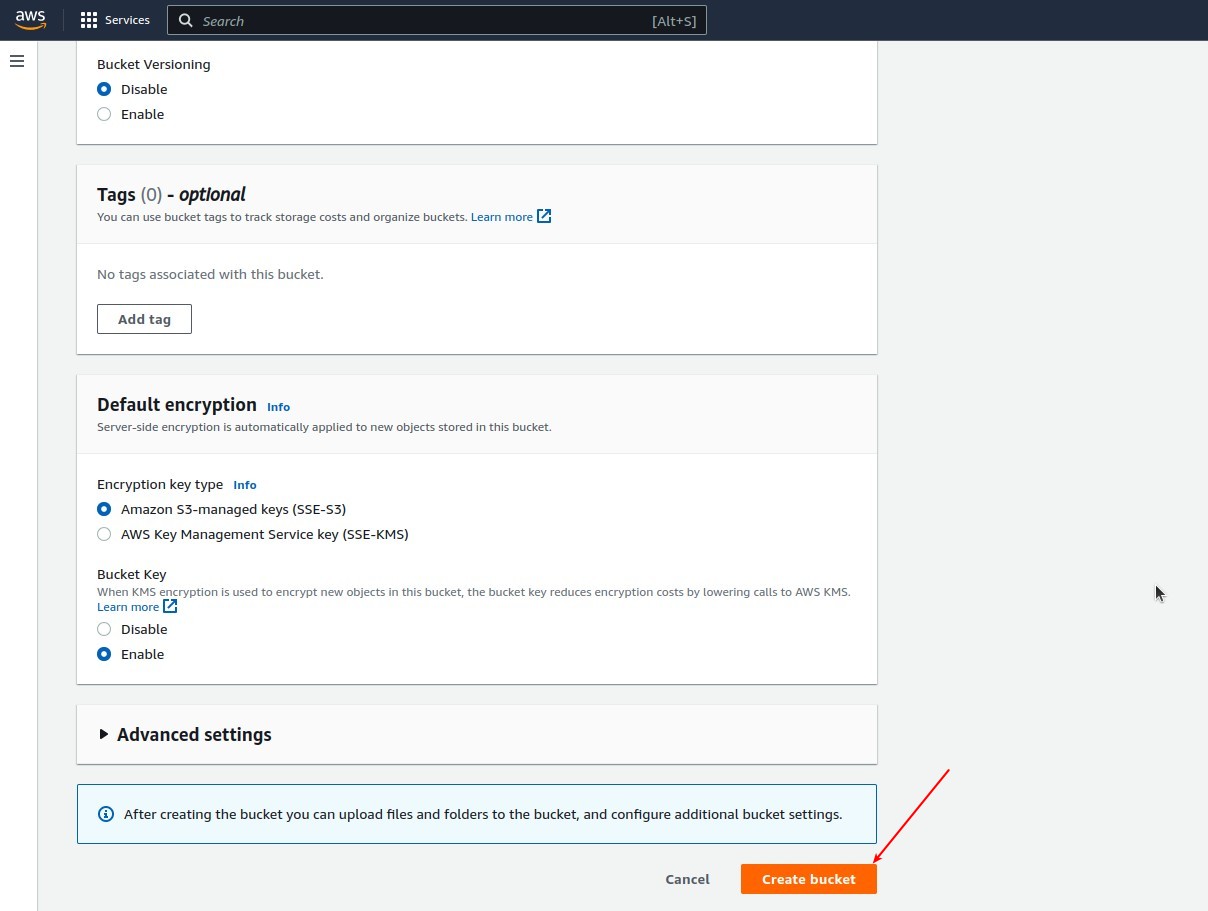 aws
Services
Search [Alt+S]
Bucket Versioning
Disable
Enable
Tags (0) - optional
You can use bucket tags to track storage costs and organize buckets. Learn more
No tags associated with this bucket.
Add tag
Default encryption Info
Server-side encryption is automatically applied to new objects stored in this bucket.
Encryption key type Info
Amazon S3-managed keys (SSE-S3)
AWS Key Management Service key (SSE-KMS)
Bucket Key
When KMS encryption is used to encrypt new objects in this bucket, the bucket key reduces encryption costs by lowering calls to AWS KMS.
Learn more
Disable
Enable
Advanced settings
After creating the bucket you can upload files and folders to the bucket, and configure additional bucket settings.
Cancel
Create bucket